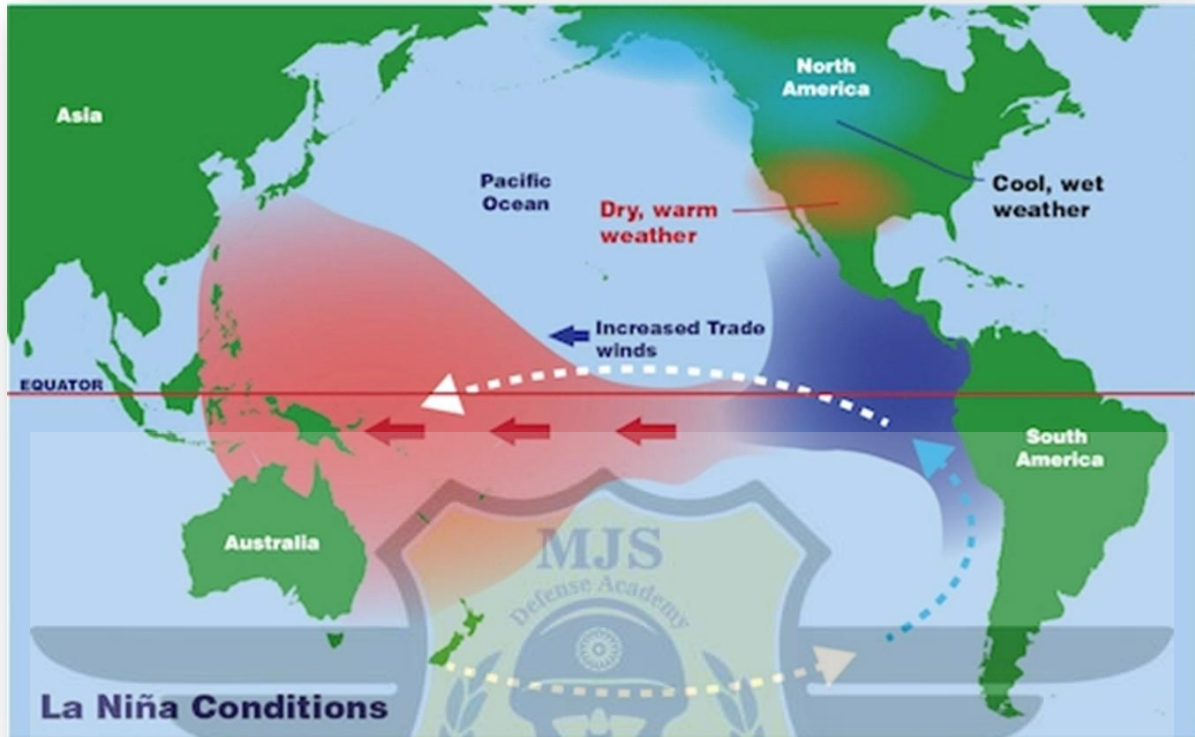 Asia
North
America
Pacific
Ocean
Cool, wet
weather
Dry, warm
weather
Increased Trade
winds
EQUATOR
South
America
Australia
MJS
Defense Academy
La Niña Conditions